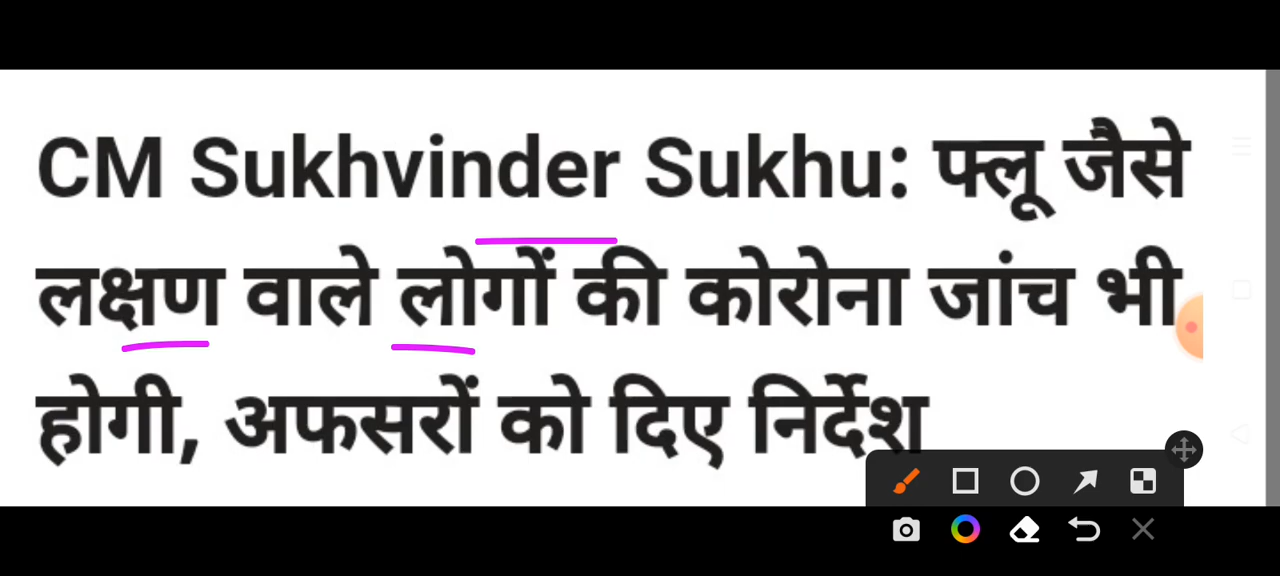 CM Sukhvinder Sukhu: फ्लू जैसे
लक्षण वाले लोगों की कोरोना जांच भी
होगी, अफसरों को दिए निर्देश